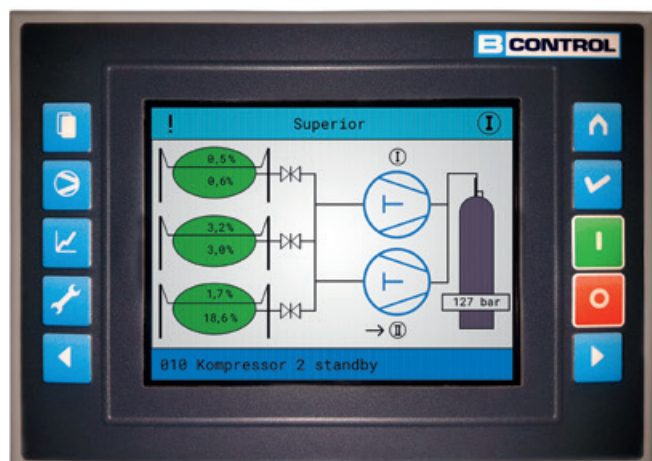 B CONTROL
! Superior I
0,5%
0,6%
I
3,2%
3,0%
1,7%
18,6%
127 bar
→ II
010 Kompressor 2 standby